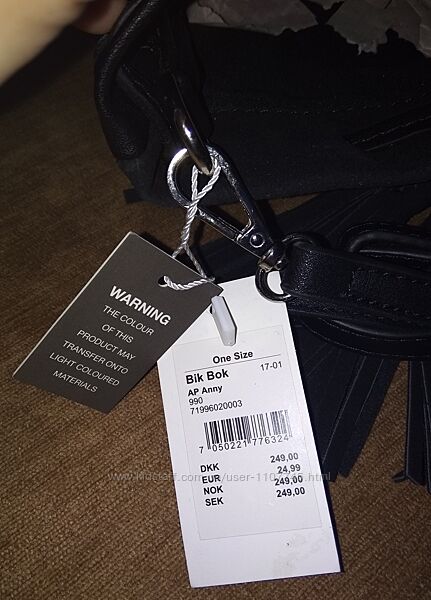 WARNING
THE COLOUR
OF THIS
PRODUCT MAY
TRANSFER ONTO
LIGHT COLOURED
MATERIALS
One Size
Bik Bok 17-01
AP Anny
990
71996020003
7 050221 776324
DKK 249,00
EUR 24,99
NOK 249,00
SEK 249,00